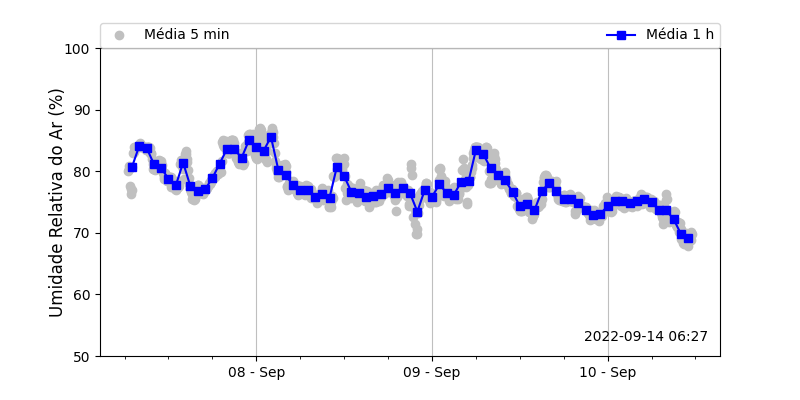 Média 5 min
Média 1 h
Umidade Relativa do Ar (%)
100
90
80
70
60
50
2022-09-14 06:27
08 - Sep
09 - Sep
10 - Sep